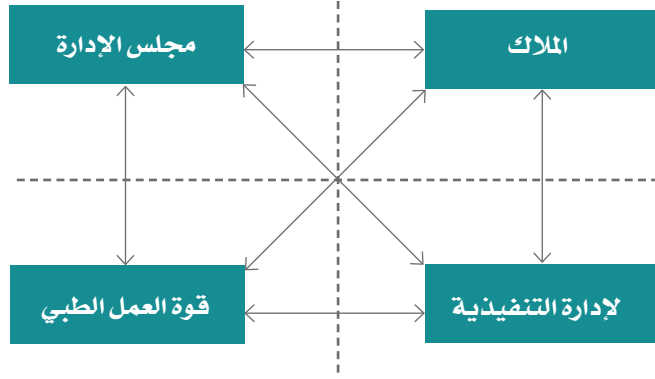 الملاك
مجلس الإدارة
لإدارة التنفيذية
قوة العمل الطبي